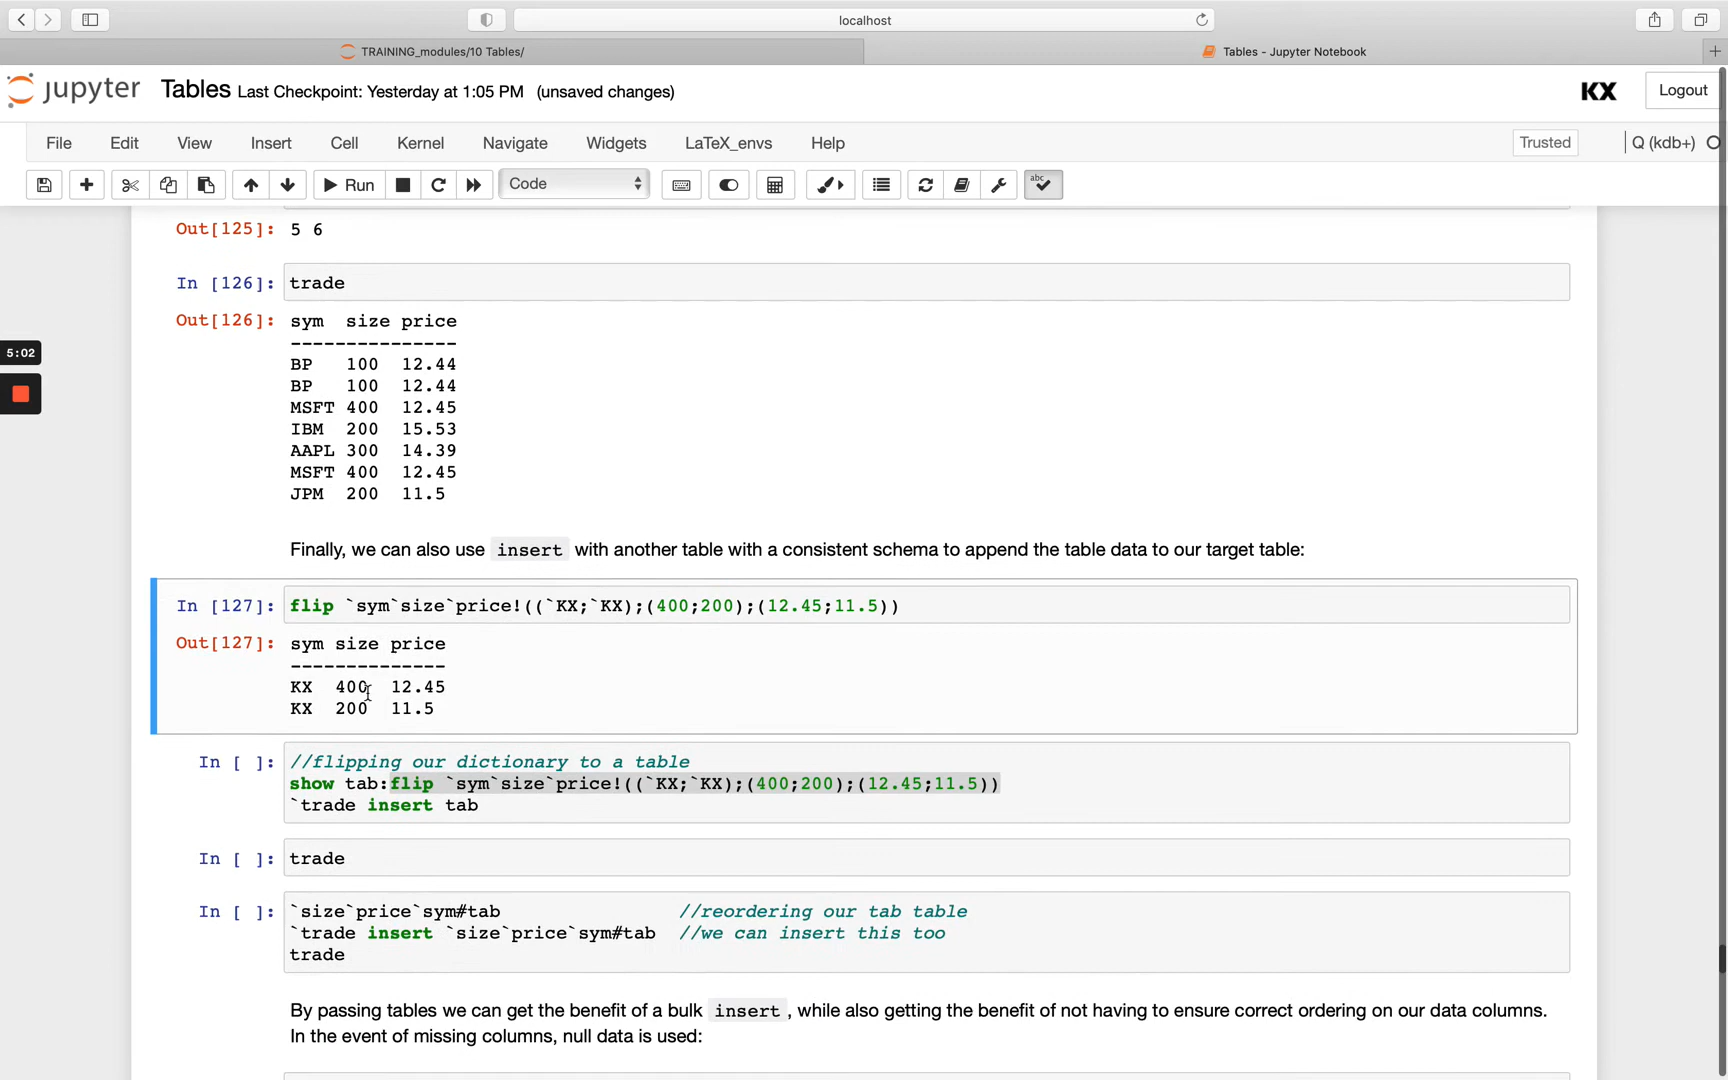 localhost
TRAINING_modules/10 Tables/
Tables - Jupyter Notebook
jupyter Tables Last Checkpoint: Yesterday at 1:05 PM (unsaved changes)
KX
Logout
File Edit View Insert Cell Kernel Navigate Widgets LaTeX_envs Help
Trusted
Q (kdb+)
Run
Code
abc
Out[125]: 5 6
In [126]: trade
Out[126]: sym  size price
---------------
BP   100  12.44
BP   100  12.44
MSFT 400  12.45
IBM  200  15.53
AAPL 300  14.39
MSFT 400  12.45
JPM  200  11.5
5:02
Finally, we can also use insert with another table with a consistent schema to append the table data to our target table:
In [127]: flip `sym`size`price!((`KX;`KX);(400;200);(12.45;11.5))
Out[127]: sym size price
--------------
KX  400  12.45
KX  200  11.5
In [ ]: //flipping our dictionary to a table
show tab:flip `sym`size`price!((`KX;`KX);(400;200);(12.45;11.5))
`trade insert tab
In [ ]: trade
In [ ]: `size`price`sym#tab //reordering our tab table
`trade insert `size`price`sym#tab //we can insert this too
trade
By passing tables we can get the benefit of a bulk insert , while also getting the benefit of not having to ensure correct ordering on our data columns.
In the event of missing columns, null data is used: